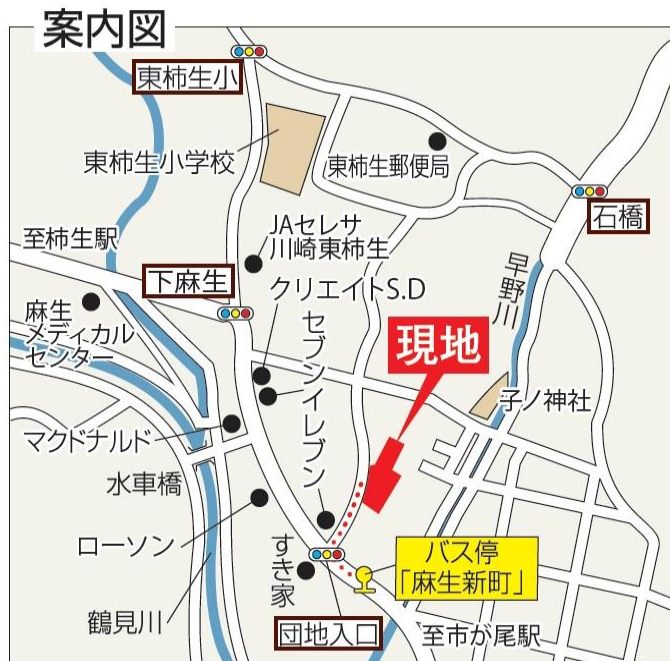 案内図
東柿生小
東柿生小学校
東柿生郵便局
石橋
至柿生駅
JAセレサ
川崎東柿生
早野川
下麻生
クリエイトS.D
麻生
メディカル
センター
セブンイレブン
現地
子ノ神社
マクドナルド
水車橋
ローソン
すき家
バス停
「麻生新町」
鶴見川
団地入口
至市が尾駅